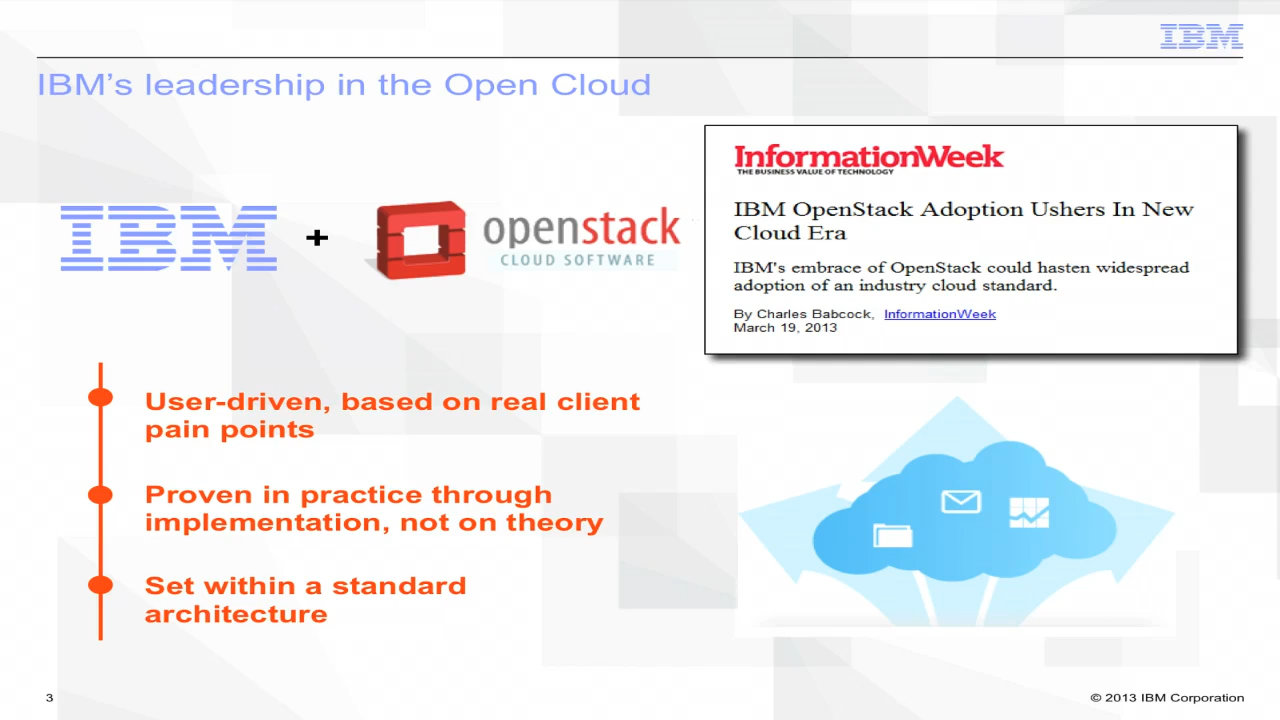 IBM
IBM's leadership in the Open Cloud
IBM + openstack
CLOUD SOFTWARE
InformationWeek
THE BUSINESS VALUE OF TECHNOLOGY
IBM OpenStack Adoption Ushers In New
Cloud Era
IBM's embrace of OpenStack could hasten widespread
adoption of an industry cloud standard.
By Charles Babcock, InformationWeek
March 19, 2013
User-driven, based on real client
pain points
Proven in practice through
implementation, not on theory
Set within a standard
architecture
3
© 2013 IBM Corporation